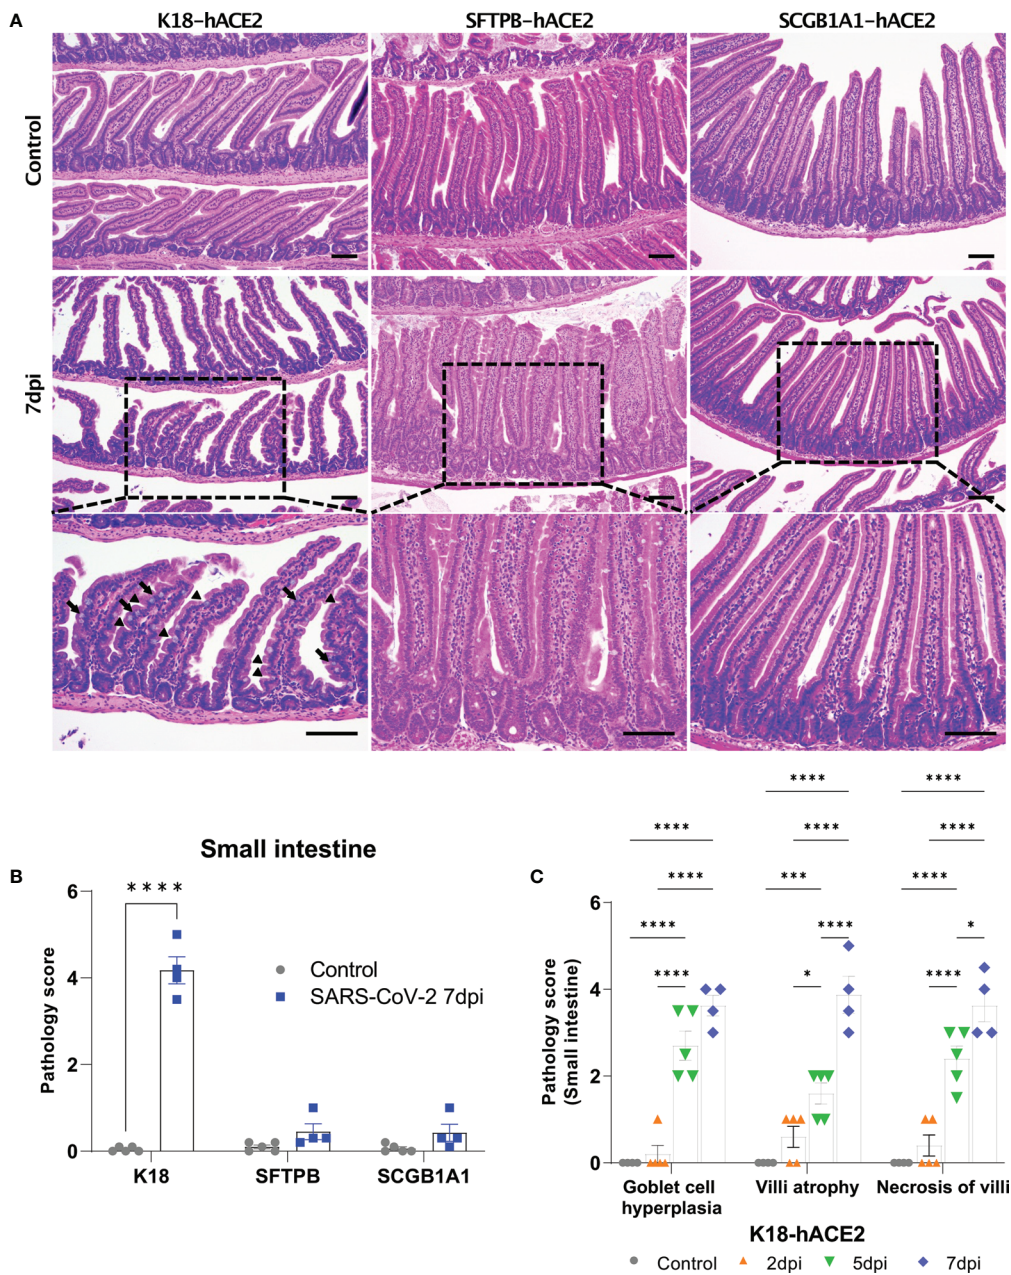 A
K18–hACE2
SFTPB–hACE2
SCGB1A1–hACE2
Control
7dpi
B
Small intestine
Pathology score
6
4
2
0
****
Control
SARS-CoV-2 7dpi
K18
SFTPB
SCGB1A1
C
Pathology score
(Small intestine)
6
4
2
0
**** ****
**** **** ****
**** *** ****
**** **** *
**** * ****
Goblet cell
hyperplasia
Villi atrophy
Necrosis of villi
K18-hACE2
Control
2dpi
5dpi
7dpi